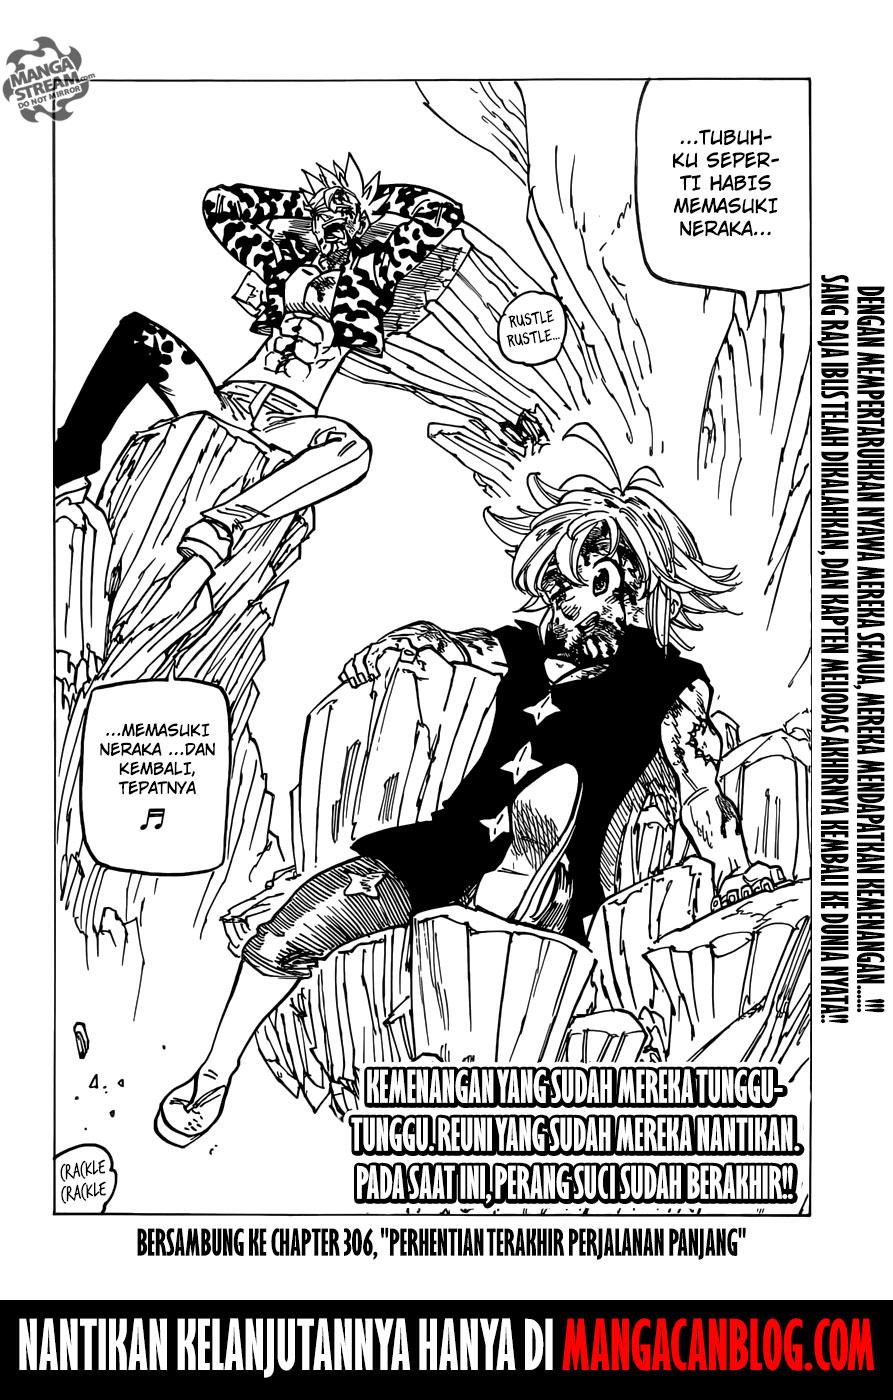 MANGA
STREAM.com
DO NOT MIRROR
...TUBUH-
KU SEPER-
TI HABIS
MEMASUKI
NERAKA...
RUSTLE
RUSTLE...
DENGAN MEMPERTARUHKAN NYAWA MEREKA SEMUA, MEREKA MENDAPATKAN KEMENANGAN.....!!!
SANG RAJA IBLIS TELAH DIKALAHKAN, DAN KAPTEN MELIODAS AKHIRNYA KEMBALI KE DUNIA NYATA!!
...MEMASUKI
NERAKA ...DAN
KEMBALI,
TEPATNYA
♬
KEMENANGAN YANG SUDAH MEREKA TUNGGU-
TUNGGU. REUNI YANG SUDAH MEREKA NANTIKAN.
PADA SAAT INI, PERANG SUCI SUDAH BERAKHIR!!
CRACKLE
CRACKLE
BERSAMBUNG KE CHAPTER 306, "PERHENTIAN TERAKHIR PERJALANAN PANJANG"
NANTIKAN KELANJUTANNYA HANYA DI MANGACANBLOG.COM